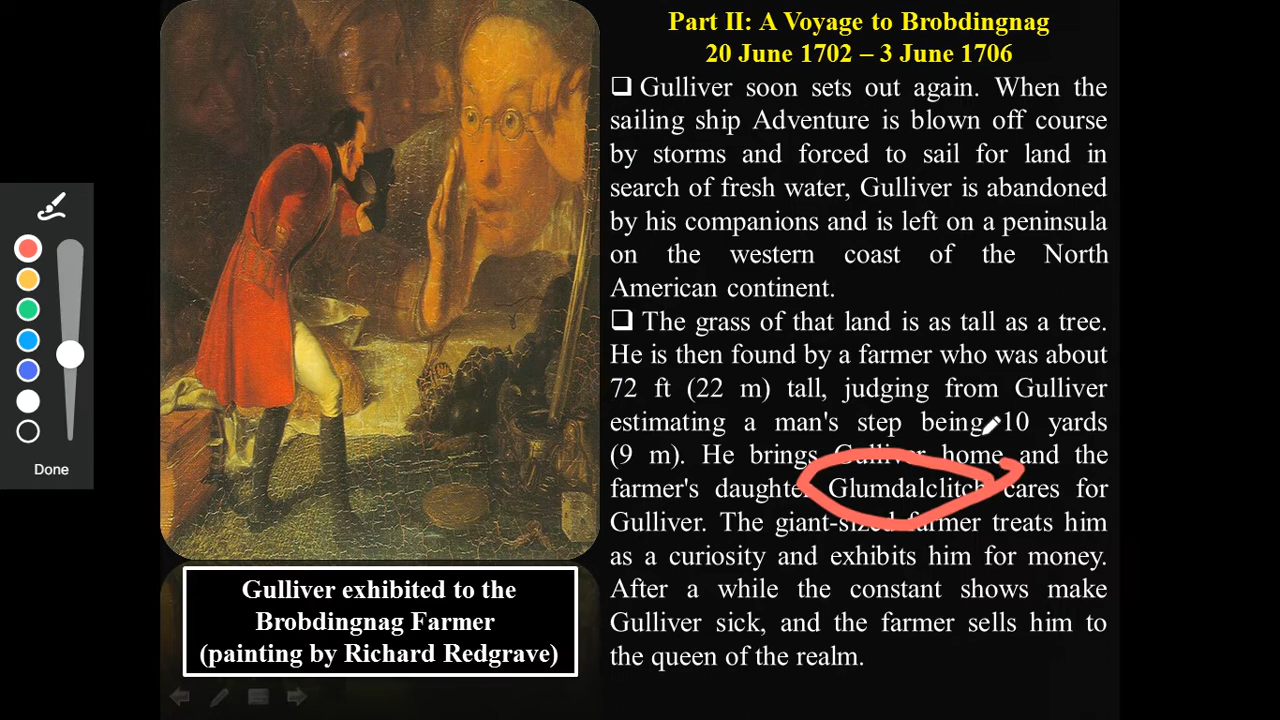 Part II: A Voyage to Brobdingnag
20 June 1702 – 3 June 1706
❑ Gulliver soon sets out again. When the
sailing ship Adventure is blown off course
by storms and forced to sail for land in
search of fresh water, Gulliver is abandoned
by his companions and is left on a peninsula
on the western coast of the North
American continent.
❑ The grass of that land is as tall as a tree.
He is then found by a farmer who was about
72 ft (22 m) tall, judging from Gulliver
estimating a man's step being 10 yards
(9 m). He brings Gulliver home and the
farmer's daughter Glumdalclitch cares for
Gulliver. The giant-sized farmer treats him
as a curiosity and exhibits him for money.
After a while the constant shows make
Gulliver sick, and the farmer sells him to
the queen of the realm.
Gulliver exhibited to the
Brobdingnag Farmer
(painting by Richard Redgrave)
Done